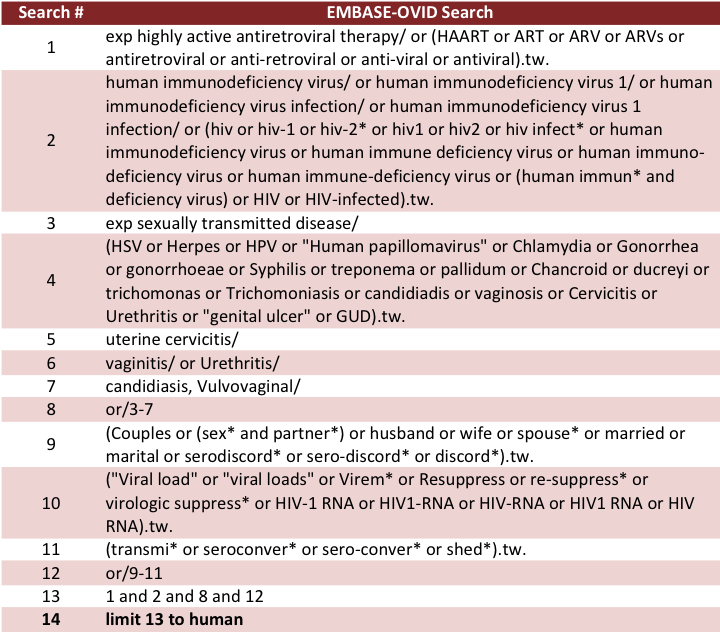 Search # EMBASE-OVID Search
1 exp highly active antiretroviral therapy/ or (HAART or ART or ARV or ARVs or
antiretroviral or anti-retroviral or anti-viral or antiviral).tw.
2 human immunodeficiency virus/ or human immunodeficiency virus 1/ or human
immunodeficiency virus infection/ or human immunodeficiency virus 1
infection/ or (hiv or hiv-1 or hiv-2* or hiv1 or hiv2 or hiv infect* or human
immunodeficiency virus or human immune deficiency virus or human immuno-
deficiency virus or human immune-deficiency virus or (human immun* and
deficiency virus) or HIV or HIV-infected).tw.
3 exp sexually transmitted disease/
4 (HSV or Herpes or HPV or "Human papillomavirus" or Chlamydia or Gonorrhea
or gonorrhoeae or Syphilis or treponema or pallidum or Chancroid or ducreyi or
trichomonas or Trichomoniasis or candidiadis or vaginosis or Cervicitis or
Urethritis or "genital ulcer" or GUD).tw.
5 uterine cervicitis/
6 vaginitis/ or Urethritis/
7 candidiasis, Vulvovaginal/
8 or/3-7
9 (Couples or (sex* and partner*) or husband or wife or spouse* or married or
marital or serodiscord* or sero-discord* or discord*).tw.
10 ("Viral load" or "viral loads" or Virem* or Resuppress or re-suppress* or
virologic suppress* or HIV-1 RNA or HIV1-RNA or HIV-RNA or HIV1 RNA or HIV
RNA).tw.
11 (transmi* or seroconver* or sero-conver* or shed*).tw.
12 or/9-11
13 1 and 2 and 8 and 12
14 limit 13 to human